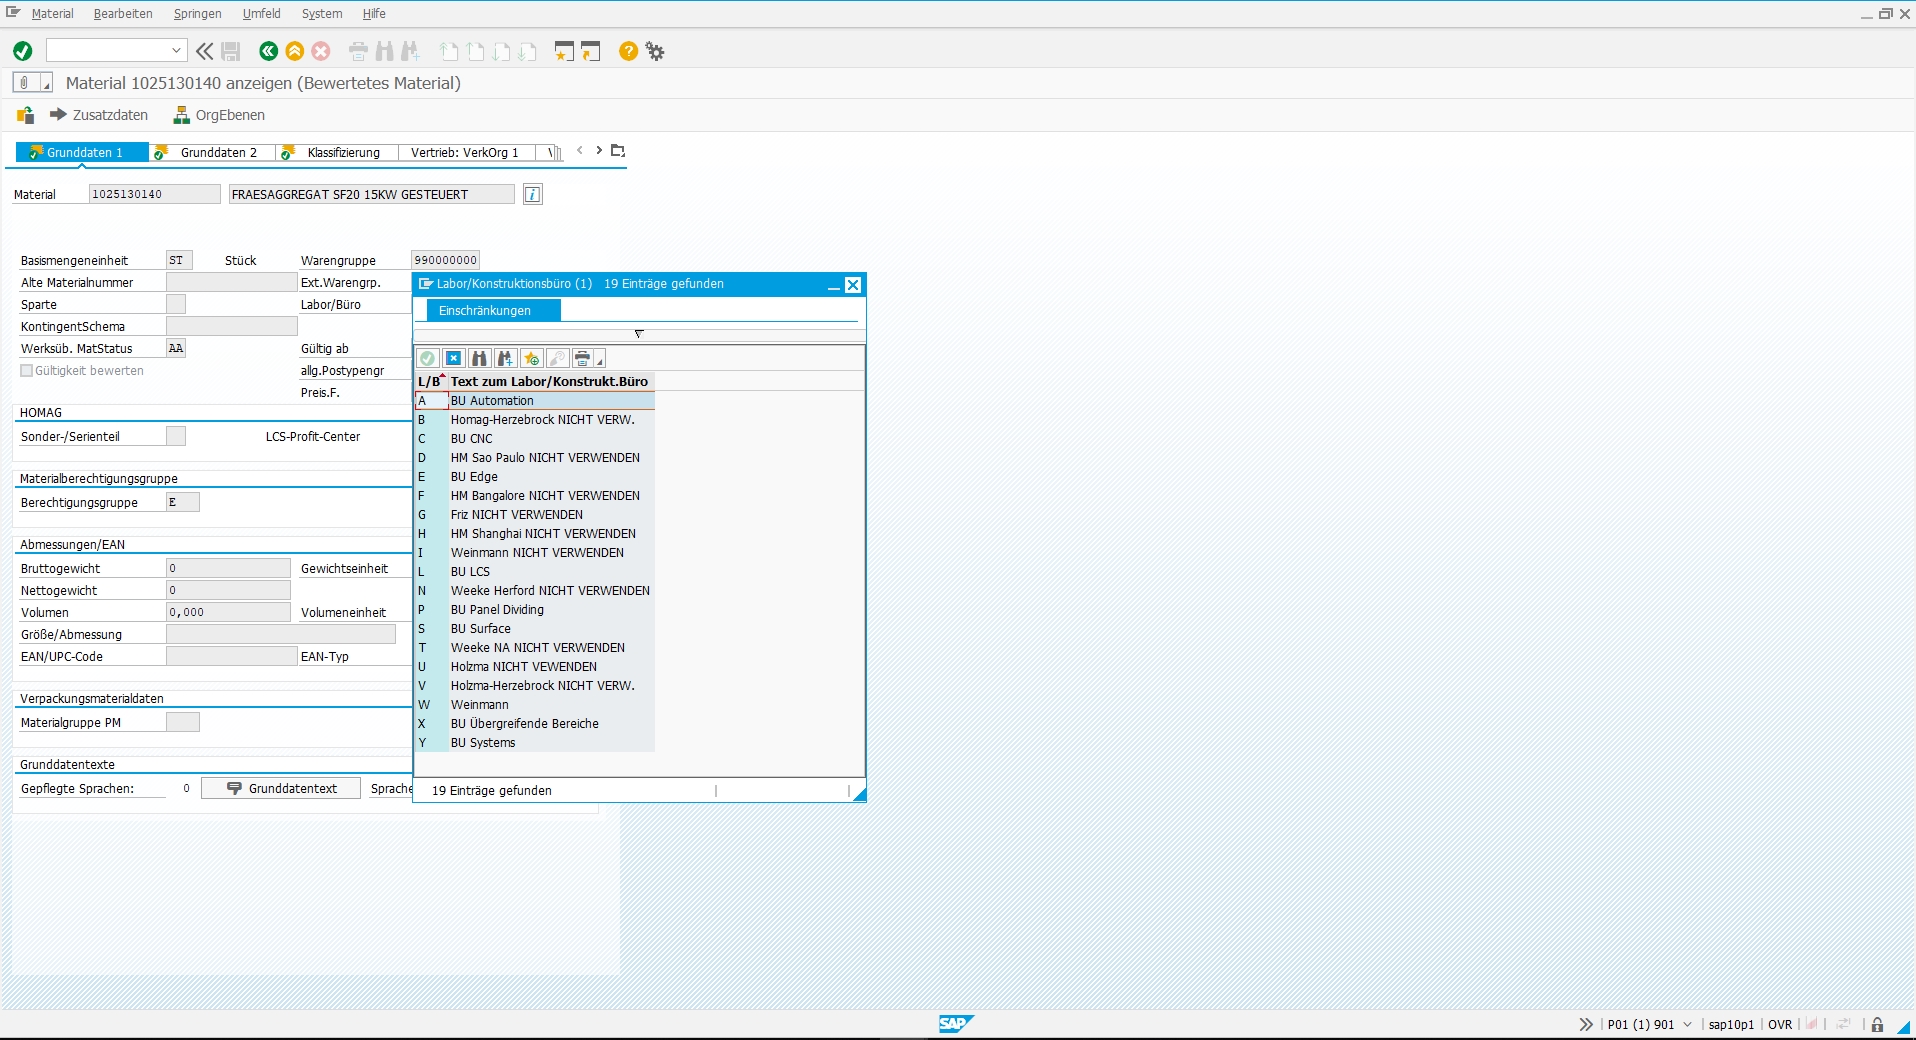 Material Bearbeiten Springen Umfeld System Hilfe
Material 1025130140 anzeigen (Bewertetes Material)
Zusatzdaten OrgEbenen
Grunddaten 1 Grunddaten 2 Klassifizierung Vertrieb: VerkOrg 1
Material 1025130140 FRAESAGGREGAT SF20 15KW GESTEUERT
Basismengeneinheit ST Stück Warengruppe 990000000
Alte Materialnummer Ext.Warengrp.
Sparte Labor/Büro
KontingentSchema
Werksüb. MatStatus AA Gültig ab
Gültigkeit bewerten allg.Postypengr
Preis.F.
HOMAG
Sonder-/Serienteil LCS-Profit-Center
Materialberechtigungsgruppe
Berechtigungsgruppe E
Abmessungen/EAN
Bruttogewicht 0 Gewichtseinheit
Nettogewicht 0
Volumen 0,000 Volumeneinheit
Größe/Abmessung
EAN/UPC-Code EAN-Typ
Verpackungsmaterialdaten
Materialgruppe PM
Grunddatentexte
Gepflegte Sprachen: 0 Grunddatentext Sprache
Labor/Konstruktionsbüro (1) 19 Einträge gefunden
Einschränkungen
L/B Text zum Labor/Konstrukt.Büro
A BU Automation
B Homag-Herzebrock NICHT VERW.
C BU CNC
D HM Sao Paulo NICHT VERWENDEN
E BU Edge
F HM Bangalore NICHT VERWENDEN
G Friz NICHT VERWENDEN
H HM Shanghai NICHT VERWENDEN
I Weinmann NICHT VERWENDEN
L BU LCS
N Weeke Herford NICHT VERWENDEN
P BU Panel Dividing
S BU Surface
T Weeke NA NICHT VERWENDEN
U Holzma NICHT VEWENDEN
V Holzma-Herzebrock NICHT VERW.
W Weinmann
X BU Übergreifende Bereiche
Y BU Systems
19 Einträge gefunden
SAP P01 (1) 901 sap10p1 OVR